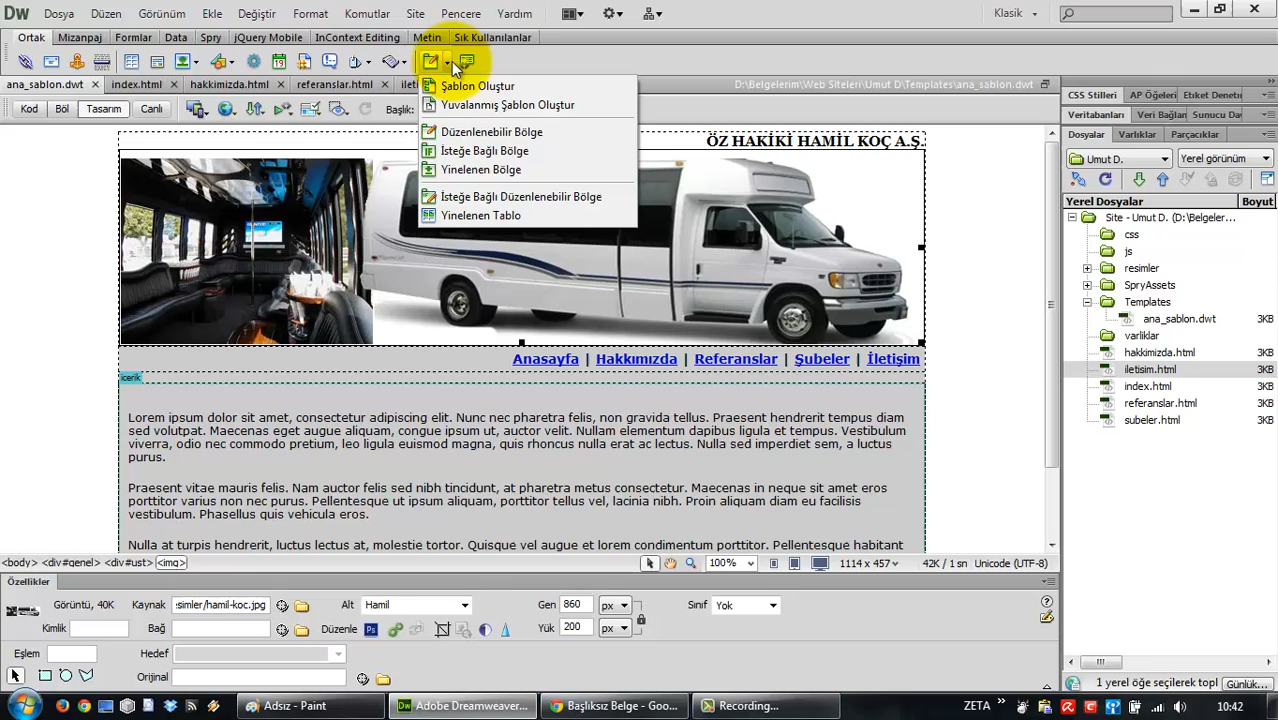 Dw Dosya Düzen Görünüm Ekle Değiştir Format Komutlar Site Pencere Yardım Klasik
Ortak Mizanpaj Formlar Data Spry jQuery Mobile InContext Editing Metin Sık Kullanılanlar
ana_sablon.dwt index.html hakkimizda.html referanslar.html D:\Belgelerim\Web Siteleri\Umut D\Templates\ana_sablon.dwt
Kod Böl Tasarım Canlı Başlık:
Şablon Oluştur
Yuvalanmış Şablon Oluştur
Düzenlenebilir Bölge
İsteğe Bağlı Bölge
Yinelenen Bölge
İsteğe Bağlı Düzenlenebilir Bölge
Yinelenen Tablo
ÖZ HAKİKİ HAMİL KOÇ A.Ş.
Anasayfa | Hakkımızda | Referanslar | Şubeler | İletişim
icerik
Lorem ipsum dolor sit amet, consectetur adipiscing elit. Nunc nec pharetra felis, non gravida tellus. Praesent hendrerit tempus diam
sed volutpat. Maecenas eget augue aliquam, congue ipsum ut, auctor velit. Nullam elementum dapibus ligula et tempus. Vestibulum
viverra, odio nec commodo pretium, leo ligula euismod magna, quis rhoncus nulla erat ac lectus. Nulla sed imperdiet sem, a luctus
purus.
Praesent vitae mauris felis. Nam auctor felis sed nibh tincidunt, at pharetra metus consectetur. Maecenas in neque sit amet eros
porttitor varius non nec purus. Pellentesque ut ipsum aliquam, porttitor tellus vel, lacinia nibh. Proin aliquam diam eu facilisis
vestibulum. Phasellus quis vehicula eros.
Nulla at turpis hendrerit, luctus lectus at, molestie tortor. Quisque vel augue et lorem condimentum porttitor. Pellentesque habitant
<body> <div#genel> <div#ust> <img> 100% 1114 x 457 42K / 1 sn Unicode (UTF-8)
CSS Stilleri AP Öğeleri Etiket Denetimi
Veritabanları Bağlamalar Sunucu Da
Dosyalar Varlıklar Parçacıklar
Umut D. Yerel görünüm
Yerel Dosyalar Boyut
Site - Umut D. (D:\Belgeler...
css
js
resimler
SpryAssets
Templates
ana_sablon.dwt 3KB
varliklar
hakkimizda.html 3KB
iletisim.html 3KB
index.html 3KB
referanslar.html 3KB
subeler.html 3KB
1 yerel öğe seçilerek topl Günlük...
Özellikler
Görüntü, 40K Kaynak :simler/hamil-koc.jpg Alt Hamil Gen 860 px Sınıf Yok
Kimlik Bağ Düzenle Ps Yük 200 px
Eşlem Hedef
Orijinal
Adsız - Paint Adobe Dreamweaver... Başlıksız Belge - Goo... Recording... ZETA 10:42